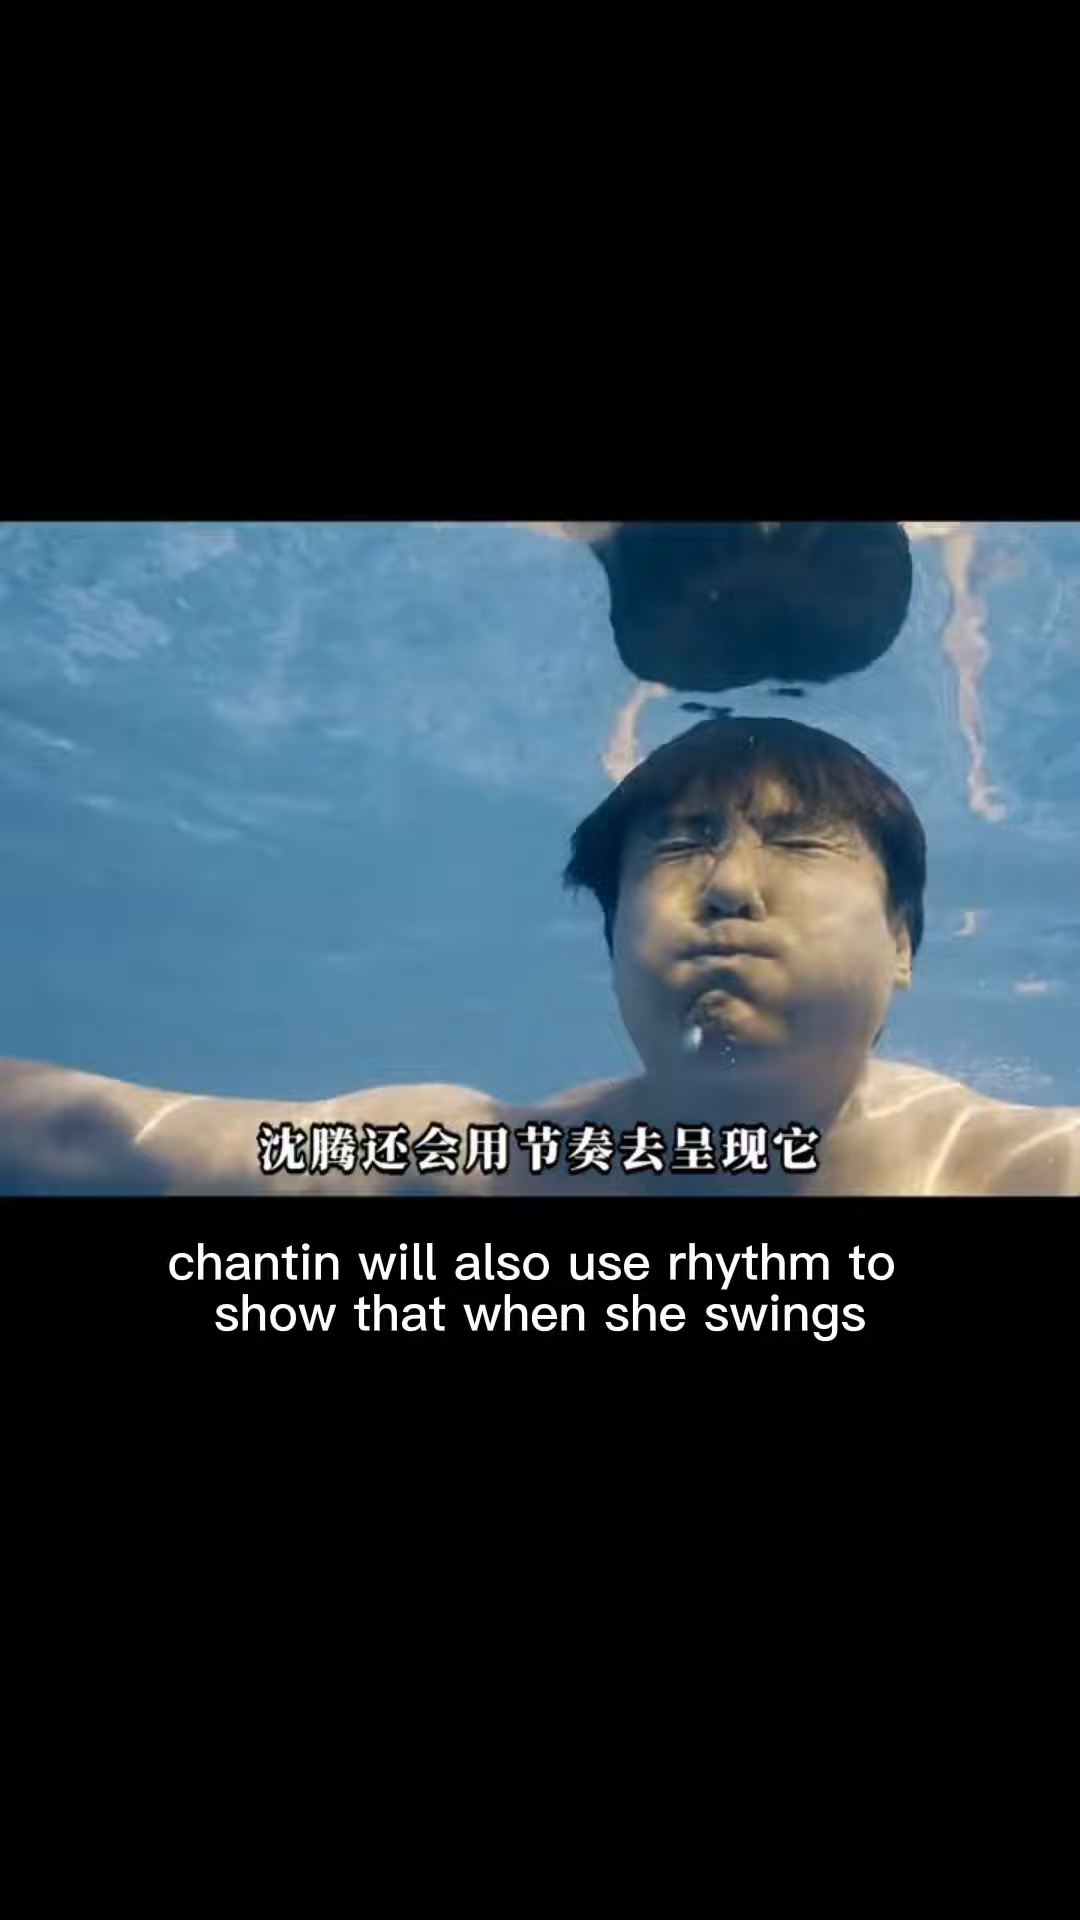 沈腾还会用节奏去呈现它
chantin will also use rhythm to
show that when she swings